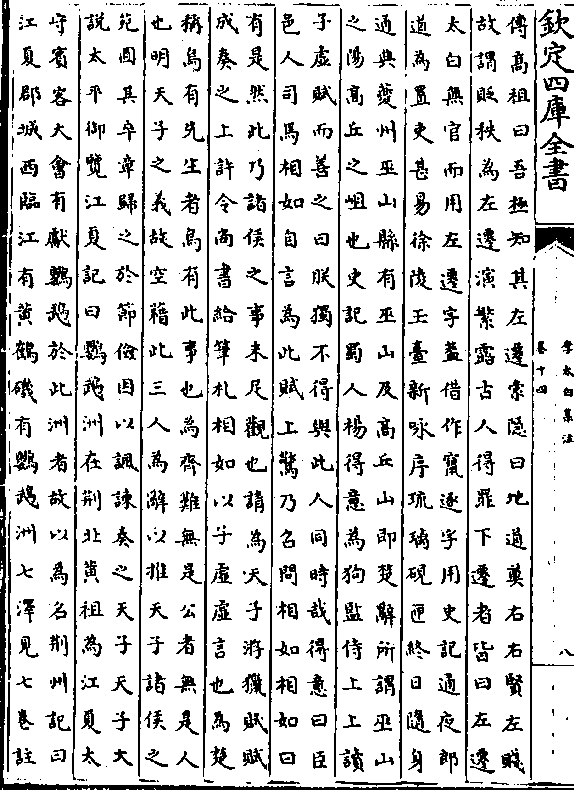 欽定四庫全書
李太白集注
卷十四
八
傳髙祖曰吾極知其左遷索隱曰地道尊右右賢左賤
故謂貶秩為左遷演繁露古人得罪下遷者皆曰左遷
太白無官而用左遷字葢借作竄逐字用史記通夜郎
道為置吏甚易徐陵玉臺新咏序琉璃硯匣終日隨身
通典夔州巫山縣有巫山及髙丘山即楚辭所謂巫山
之陽髙丘之岨也史記蜀人楊得意為狗監侍上上讀
子虛賦而善之曰朕獨不得與此人同時哉得意曰臣
邑人司馬相如自言為此賦上驚乃召問相如相如曰
有是然此乃諸侯之事未足觀也請為天子游獵賦賦
成奏之上許令尚書給筆札相如以子虛虛言也為楚
稱烏有先生者烏有此事也為齊難無是公者無是人
也明天子之義故空藉此三人為辭以推天子諸侯之
苑囿其卒章歸之於節儉因以諷諫奏之天子天子大
說太平御覽江夏記曰鸚鵡洲在荆北黄祖為江夏太
守賓客大會有獻鸚鵡於此洲者故以為名荆州記曰
江夏郡城西臨江有黄鶴磯有鸚鵡洲七澤見七卷註